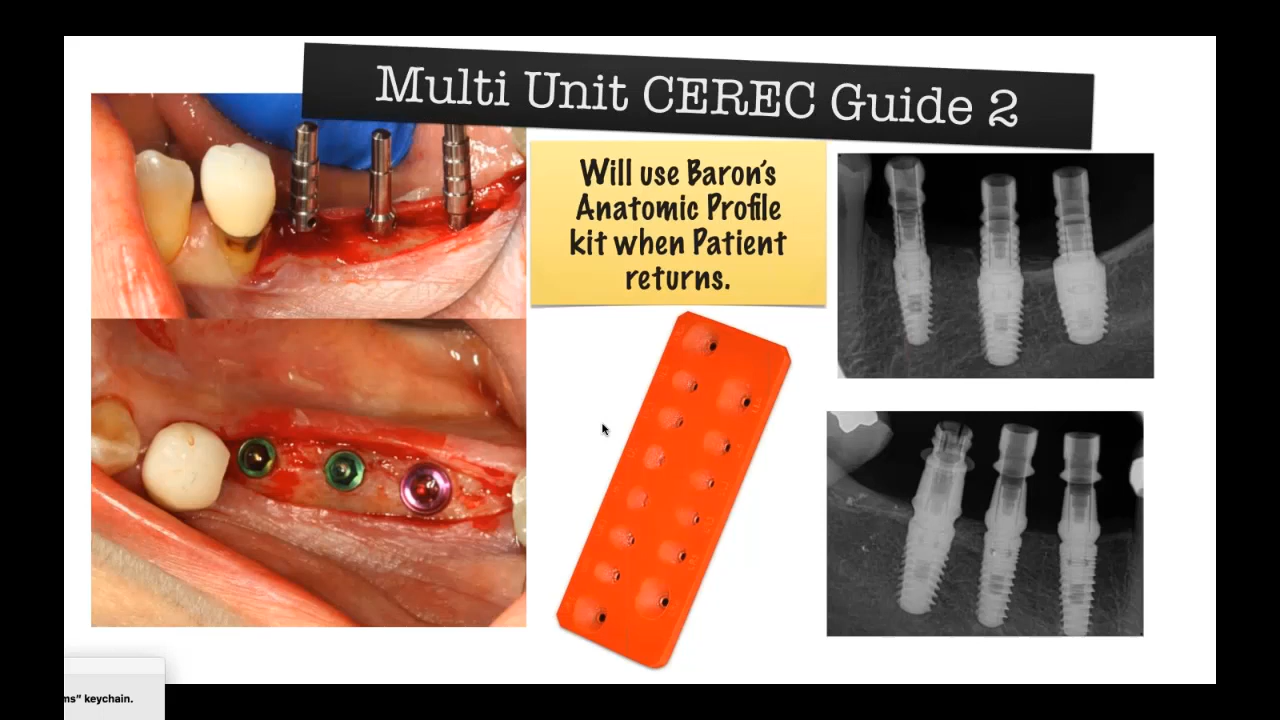 Multi Unit CEREC Guide 2
Will use Baron's
Anatomic Profile
kit when Patient
returns.
ms" keychain.